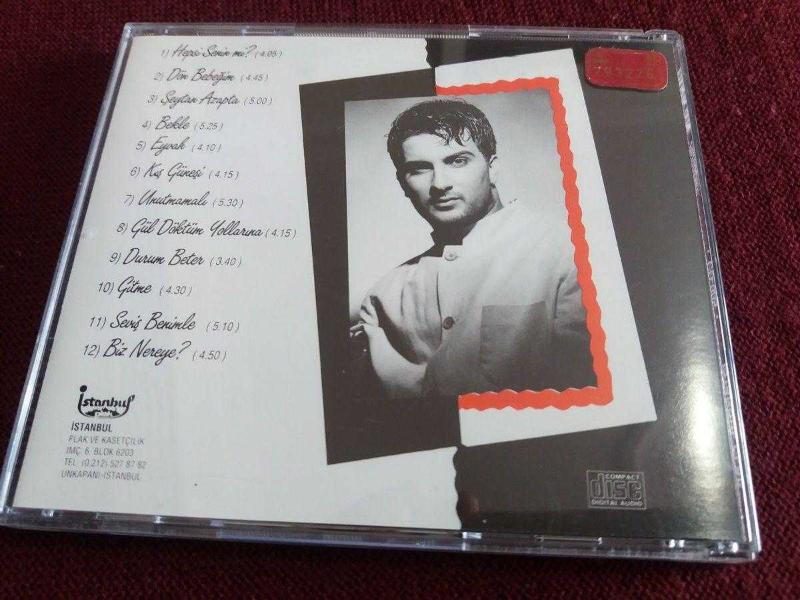 1) Hepsi Senin mi? (4.05)
2) Dön Bebeğim (4.45)
3) Şeytan Azapta (5.00)
4) Bekle (5.25)
5) Eyvah (4.10)
6) Kış Güneşi (4.15)
7) Unutmamalı (5.30)
8) Gül Döktüm Yollarına (4.15)
9) Durum Beter (3.40)
10) Gitme (4.30)
11) Seviş Benimle (5.10)
12) Biz Nereye? (4.50)
İstanbul
İSTANBUL
PLAK VE KASETÇİLİK
İMÇ. 6. BLOK 6203
TEL. (0.212) 527 87 82
UNKAPANI-İSTANBUL
COMPACT
disc
DIGITAL AUDIO